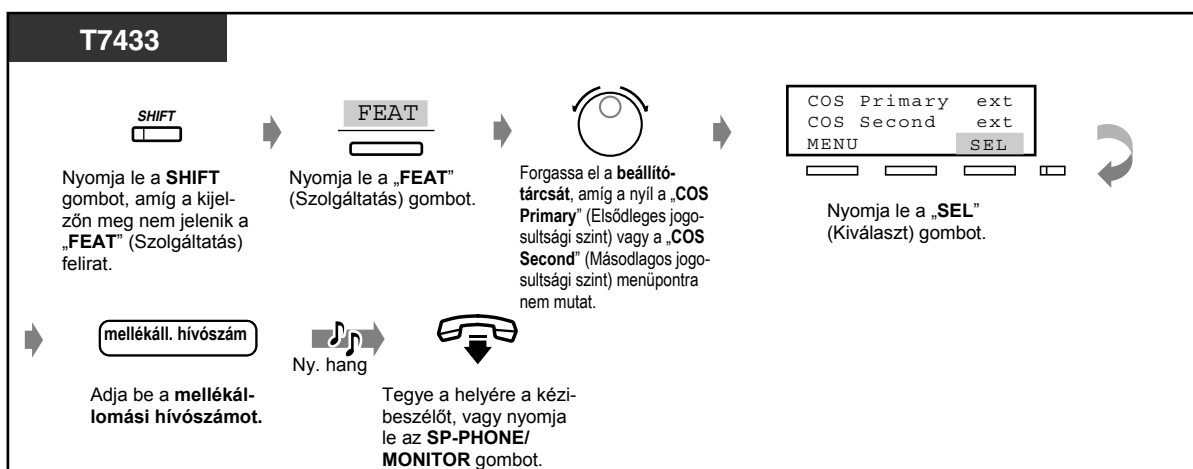 T7433
SHIFT
Nyomja le a SHIFT
gombot, amíg a kijel-
zőn meg nem jelenik a
„FEAT” (Szolgáltatás)
felirat.
FEAT
Nyomja le a „FEAT”
(Szolgáltatás) gombot.
Forgassa el a beállító-
tárcsát, amíg a nyíl a „COS
Primary” (Elsődleges jogo-
sultsági szint) vagy a „COS
Second” (Másodlagos jogo-
sultsági szint) menüpontra
nem mutat.
COS Primary ext
COS Second ext
MENU SEL
Nyomja le a „SEL”
(Kiválaszt) gombot.
mellékáll. hívószám
Adja be a mellékál-
lomási hívószámot.
Ny. hang
Tegye a helyére a kézi-
beszélőt, vagy nyomja
le az SP-PHONE/
MONITOR gombot.